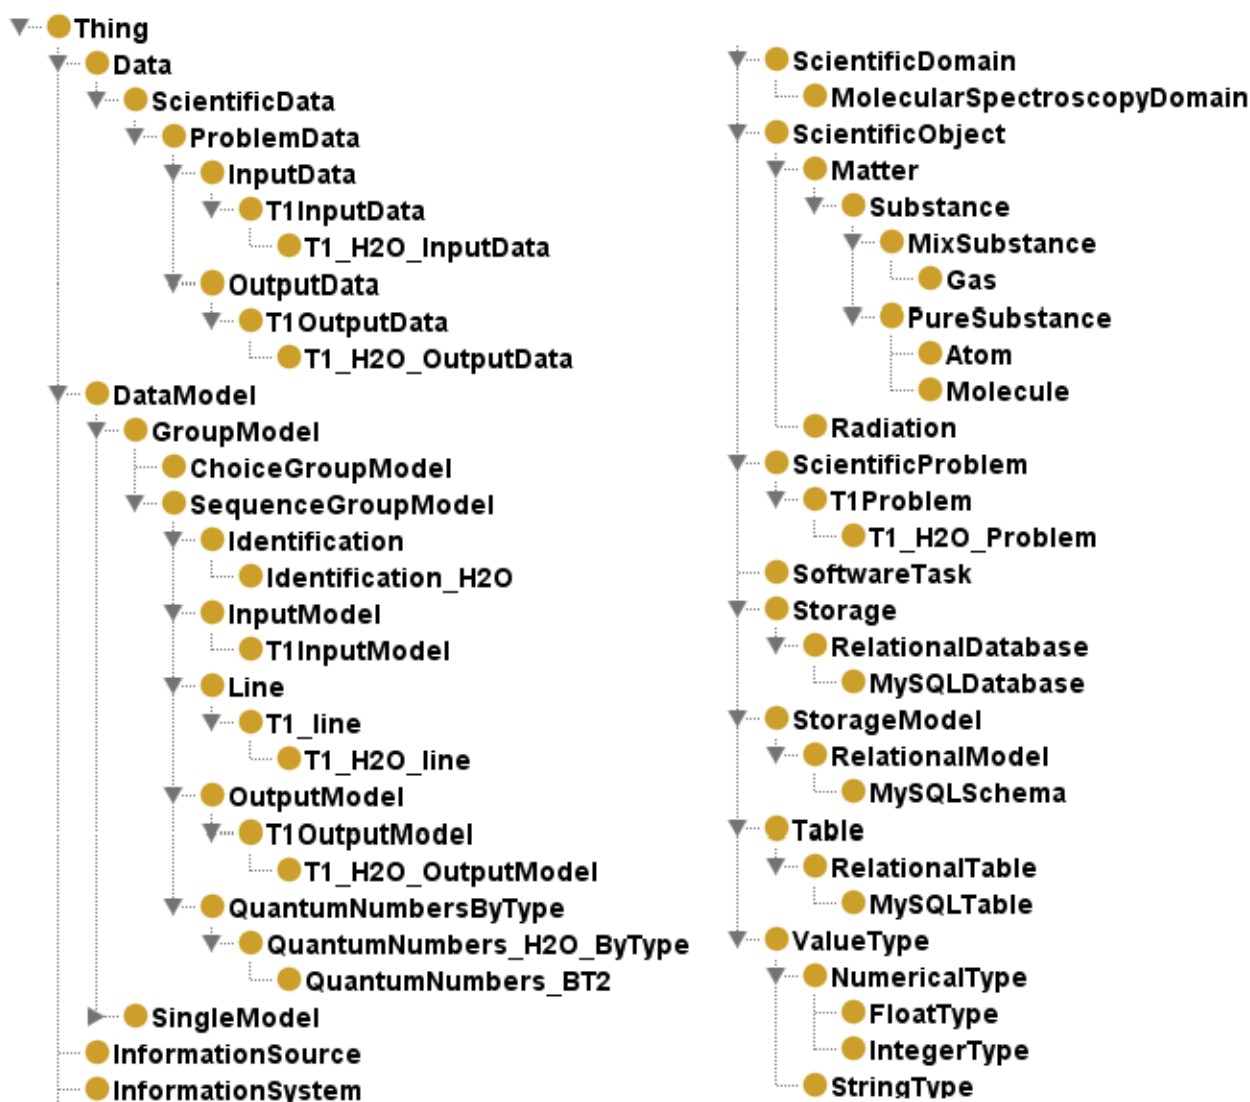 Thing
Data
ScientificData
ProblemData
InputData
T1InputData
T1_H2O_InputData
OutputData
T1OutputData
T1_H2O_OutputData
DataModel
GroupModel
ChoiceGroupModel
SequenceGroupModel
Identification
Identification_H2O
InputModel
T1InputModel
Line
T1_line
T1_H2O_line
OutputModel
T1OutputModel
T1_H2O_OutputModel
QuantumNumbersByType
QuantumNumbers_H2O_ByType
QuantumNumbers_BT2
SingleModel
InformationSource
InformationSystem
ScientificDomain
MolecularSpectroscopyDomain
ScientificObject
Matter
Substance
MixSubstance
Gas
PureSubstance
Atom
Molecule
Radiation
ScientificProblem
T1Problem
T1_H2O_Problem
SoftwareTask
Storage
RelationalDatabase
MySQLDatabase
StorageModel
RelationalModel
MySQLSchema
Table
RelationalTable
MySQLTable
ValueType
NumericalType
FloatType
IntegerType
StringType